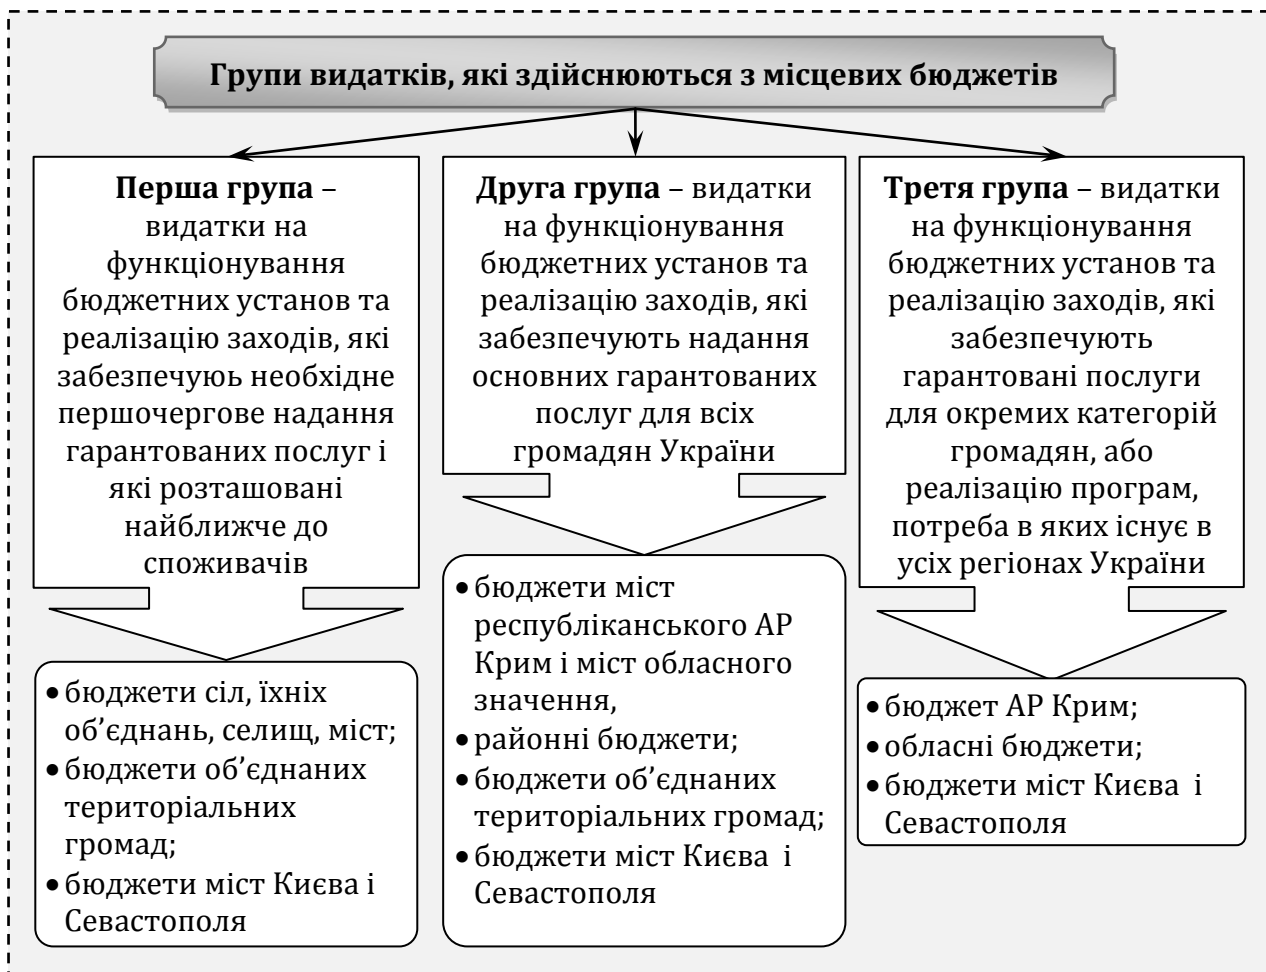 Групи видатків, які здійснюються з місцевих бюджетів
Перша група –
видатки на
функціонування
бюджетних установ та
реалізацію заходів, які
забезпечуюь необхідне
першочергове надання
гарантованих послуг і
які розташовані
найближче до
споживачів
• бюджети сіл, їхніх
об’єднань, селищ, міст;
• бюджети об’єднаних
територіальних
громад;
• бюджети міст Києва і
Севастополя
Друга група – видатки
на функціонування
бюджетних установ та
реалізацію заходів, які
забезпечують надання
основних гарантованих
послуг для всіх
громадян України
• бюджети міст
республіканського АР
Крим і міст обласного
значення,
• районні бюджети;
• бюджети об’єднаних
територіальних громад;
• бюджети міст Києва і
Севастополя
Третя група – видатки
на функціонування
бюджетних установ та
реалізацію заходів, які
забезпечують
гарантовані послуги
для окремих категорій
громадян, або
реалізацію програм,
потреба в яких існує в
усіх регіонах України
• бюджет АР Крим;
• обласні бюджети;
• бюджети міст Києва і
Севастополя